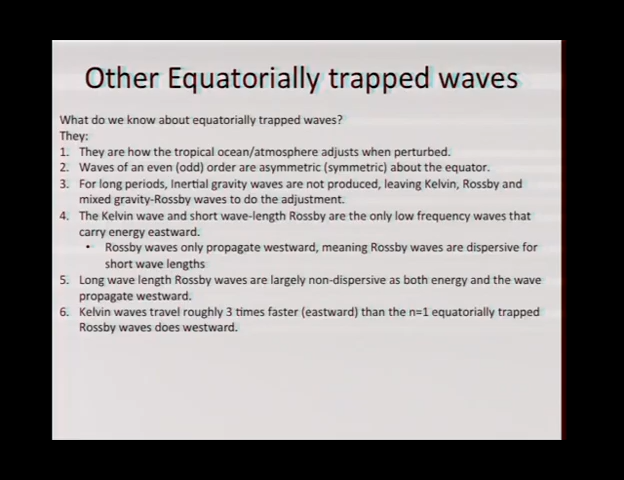 Other Equatorially trapped waves
What do we know about equatorially trapped waves?
They:
1. They are how the tropical ocean/atmosphere adjusts when perturbed.
2. Waves of an even (odd) order are asymmetric (symmetric) about the equator.
3. For long periods, Inertial gravity waves are not produced, leaving Kelvin, Rossby and
mixed gravity-Rossby waves to do the adjustment.
4. The Kelvin wave and short wave-length Rossby are the only low frequency waves that
carry energy eastward.
• Rossby waves only propagate westward, meaning Rossby waves are dispersive for
short wave lengths
5. Long wave length Rossby waves are largely non-dispersive as both energy and the wave
propagate westward.
6. Kelvin waves travel roughly 3 times faster (eastward) than the n=1 equatorially trapped
Rossby waves does westward.